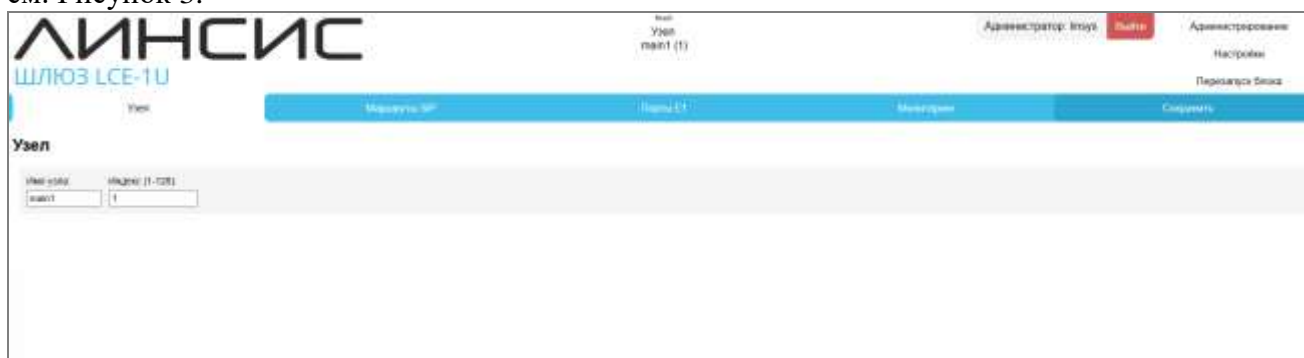 см. Рисунок 3.
ЛИНСИС
ШЛЮЗ LCE-1U
Узел
main1 (1)
Администратор: linsys
Выйти
Администрирование
Настройки
Перезапуск блока
Узел
Маршруты SIP
Порты E1
Мониторинг
Сохранить
Узел
Имя узла:
Индекс (1-128):
main1
1